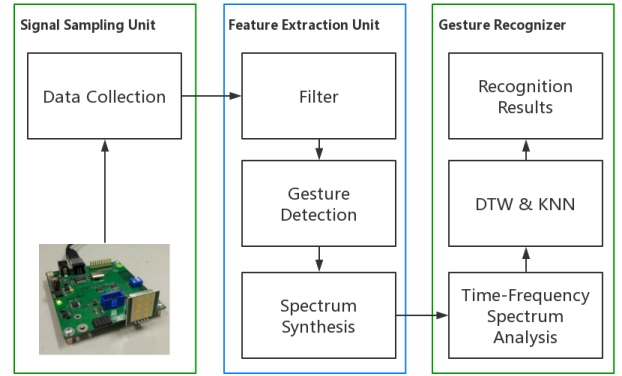 Signal Sampling Unit
Data Collection
Feature Extraction Unit
Filter
Gesture
Detection
Spectrum
Synthesis
Gesture Recognizer
Recognition
Results
DTW & KNN
Time-Frequency
Spectrum
Analysis